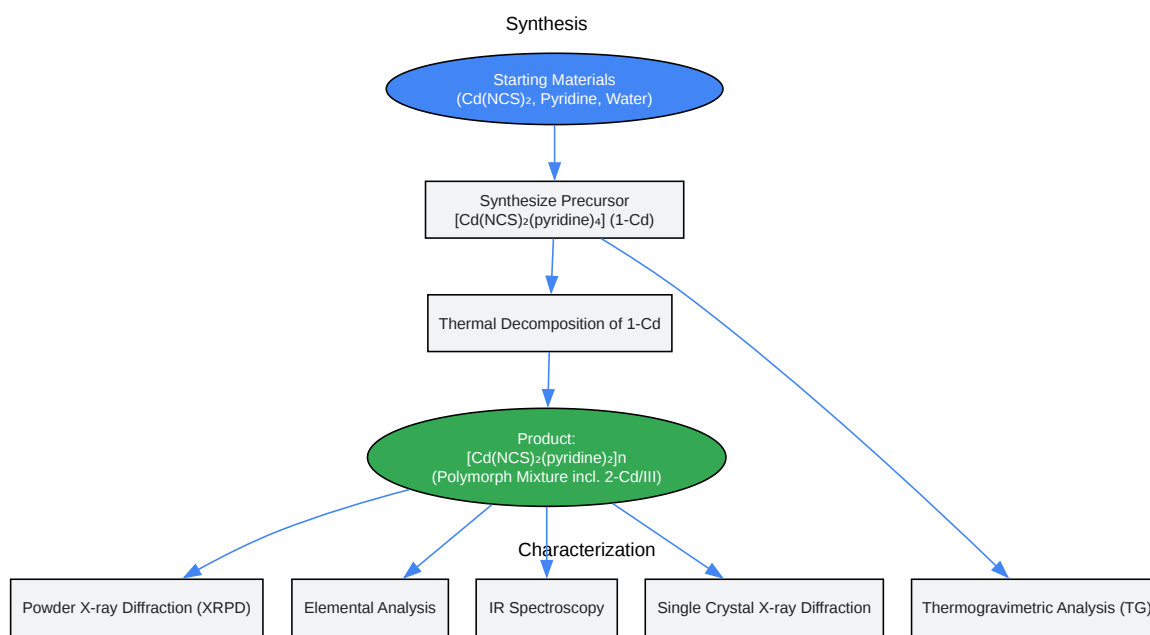 Synthesis
Starting Materials
(Cd(NCS)₂, Pyridine, Water)
Synthesize Precursor
[Cd(NCS)₂(pyridine)₄] (1-Cd)
Thermal Decomposition of 1-Cd
Product:
[Cd(NCS)₂(pyridine)₂]n
(Polymorph Mixture incl. 2-Cd/III)
Characterization
Powder X-ray Diffraction (XRPD)
Elemental Analysis
IR Spectroscopy
Single Crystal X-ray Diffraction
Thermogravimetric Analysis (TG)